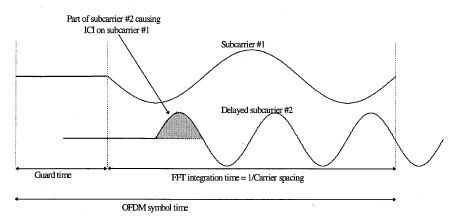 Part of subcarrier #2 causing
ICI on subcarrier #1
Subcarrier #1
Delayed subcarrier #2
Guard time
FFT integration time = 1/Carrier spacing
OFDM symbol time